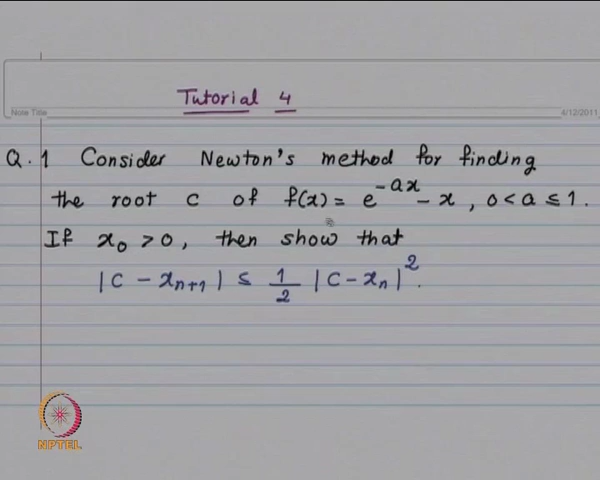 Tutorial 4
Note Title
4/12/2011
Q.1 Consider Newton's method for finding
the root c of f(x) = e^{-ax} - x, 0 < a ≤ 1.
If x₀ > 0, then show that
|c - x_{n+1}| ≤ 1/2 |c - x_n|².
NPTEL